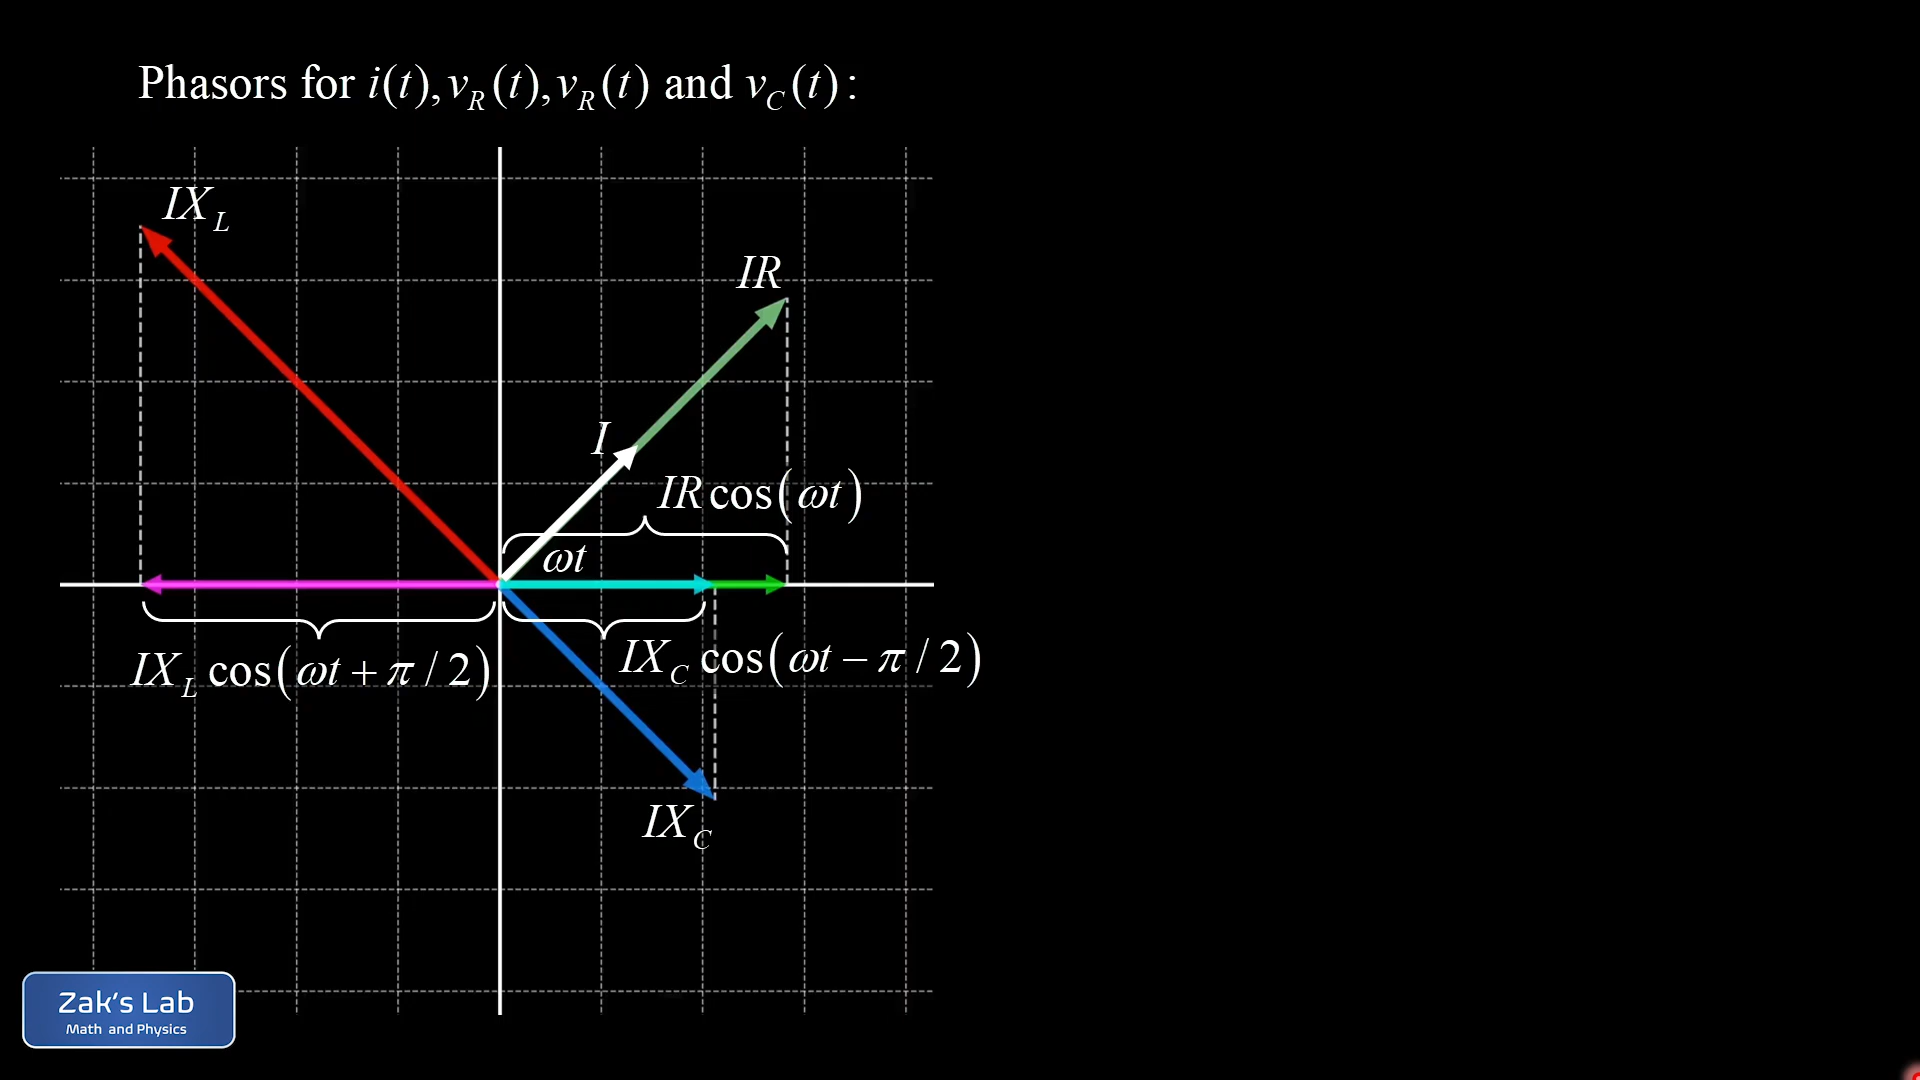 Phasors for i(t), v_R(t), v_R(t) and v_C(t):
IX_L
IR
I
IR cos(ωt)
ωt
IX_L cos(ωt + π / 2)
IX_C cos(ωt − π / 2)
IX_C
Zak's Lab
Math and Physics